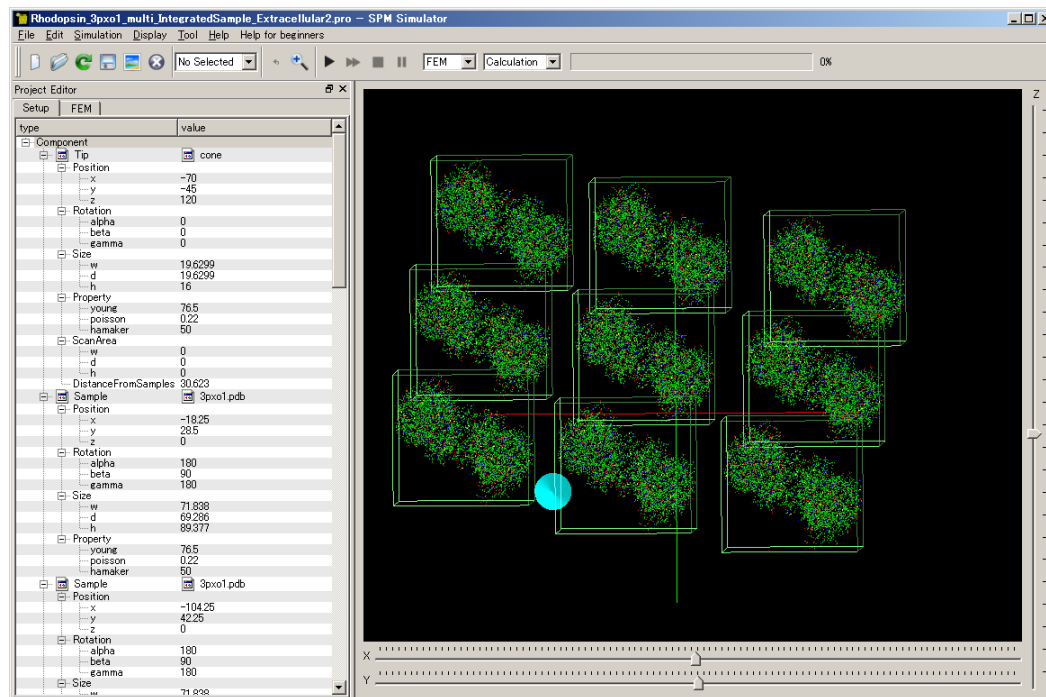 Rhodopsin_3pxo1_multi_IntegratedSample_Extracellular2.pro - SPM Simulator
File Edit Simulation Display Tool Help Help for beginners
No Selected FEM Calculation 0%
Project Editor
Setup FEM
type value
Component
Tip cone
Position
x -70
y -45
z 120
Rotation
alpha 0
beta 0
gamma 0
Size
w 19.6299
d 19.6299
h 16
Property
young 76.5
poisson 0.22
hamaker 50
ScanArea
w 0
d 0
h 0
DistanceFromSamples 30.623
Sample 3pxo1.pdb
Position
x -18.25
y 28.5
z 0
Rotation
alpha 180
beta 90
gamma 180
Size
w 71.838
d 69.286
h 89.377
Property
young 76.5
poisson 0.22
hamaker 50
Sample 3pxo1.pdb
Position
x -104.25
y 42.25
z 0
Rotation
alpha 180
beta 90
gamma 180
Size
w 71.838
Z
X
Y